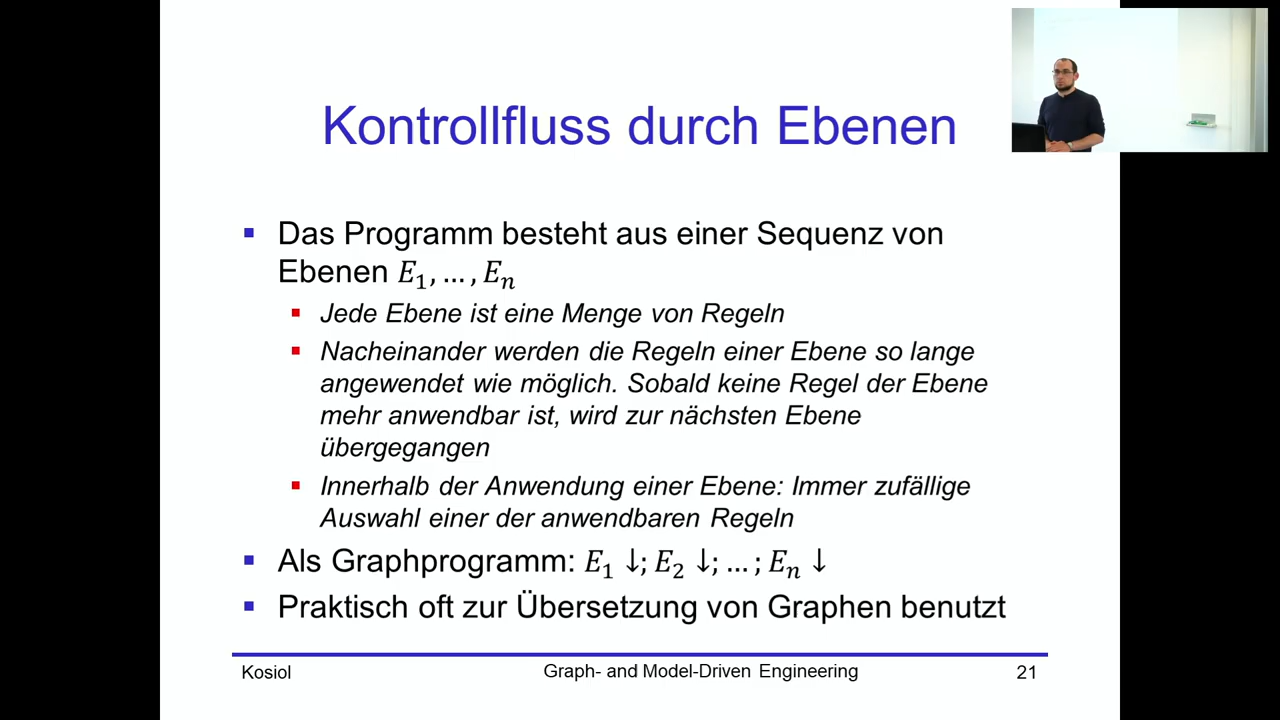 Kontrollfluss durch Ebenen
▪ Das Programm besteht aus einer Sequenz von
Ebenen E₁, … , Eₙ
▪ Jede Ebene ist eine Menge von Regeln
▪ Nacheinander werden die Regeln einer Ebene so lange
angewendet wie möglich. Sobald keine Regel der Ebene
mehr anwendbar ist, wird zur nächsten Ebene
übergegangen
▪ Innerhalb der Anwendung einer Ebene: Immer zufällige
Auswahl einer der anwendbaren Regeln
▪ Als Graphprogramm: E₁ ↓; E₂ ↓; … ; Eₙ ↓
▪ Praktisch oft zur Übersetzung von Graphen benutzt
Kosiol Graph- and Model-Driven Engineering 21